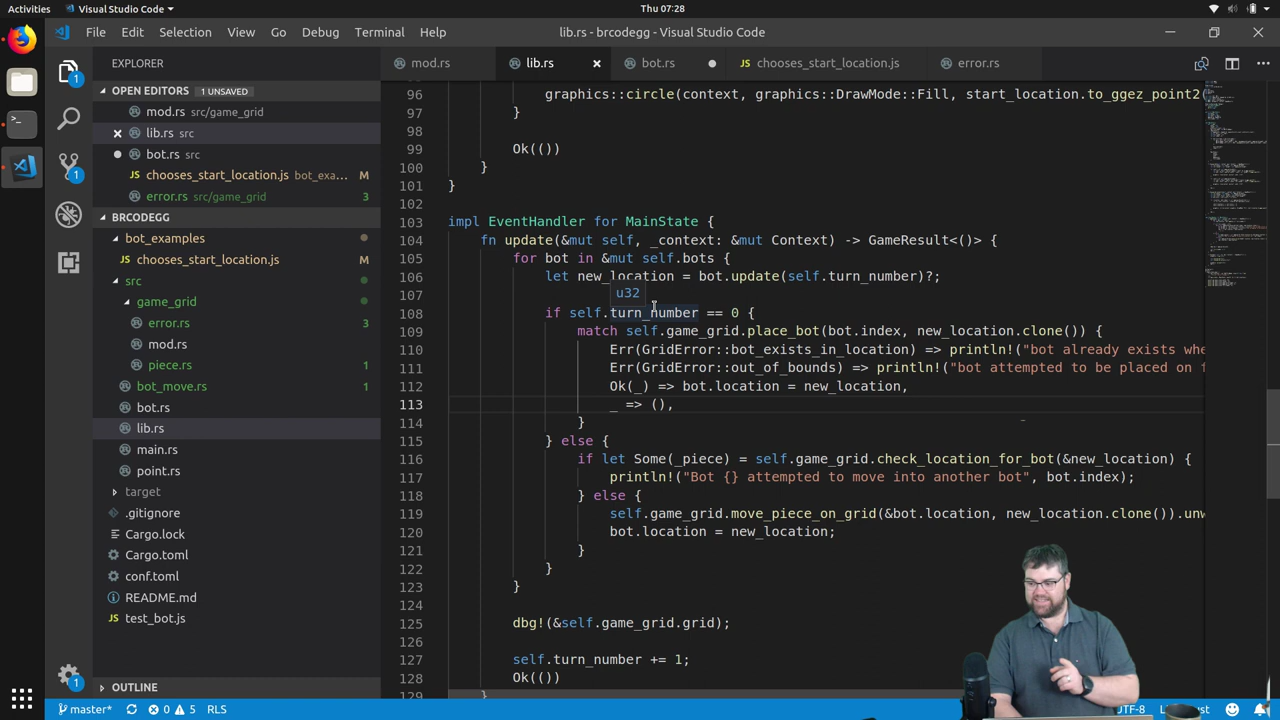 Activities
Visual Studio Code
Thu 07:28
File Edit Selection View Go Debug Terminal Help
lib.rs - brcodegg - Visual Studio Code
EXPLORER
OPEN EDITORS 1 UNSAVED
mod.rs src/game_grid
lib.rs src
bot.rs src
chooses_start_location.js bot_exa... M
error.rs src/game_grid 3
BRCODEGG
bot_examples
chooses_start_location.js M
src
game_grid
error.rs 3
mod.rs
piece.rs 1
bot_move.rs 1
bot.rs
lib.rs
main.rs
point.rs
target
.gitignore
Cargo.lock
Cargo.toml
conf.toml
README.md
test_bot.js
OUTLINE
mod.rs
lib.rs
bot.rs
chooses_start_location.js
error.rs
96 graphics::circle(context, graphics::DrawMode::Fill, start_location.to_ggez_point2(
97 }
98
99 Ok(())
100 }
101 }
102
103 impl EventHandler for MainState {
104 fn update(&mut self, _context: &mut Context) -> GameResult<()> {
105 for bot in &mut self.bots {
106 let new_location = bot.update(self.turn_number)?;
107
u32
108 if self.turn_number == 0 {
109 match self.game_grid.place_bot(bot.index, new_location.clone()) {
110 Err(GridError::bot_exists_in_location) => println!("bot already exists whe
111 Err(GridError::out_of_bounds) => println!("bot attempted to be placed on
112 Ok(_) => bot.location = new_location,
113 _ => (),
114 }
115 } else {
116 if let Some(_piece) = self.game_grid.check_location_for_bot(&new_location) {
117 println!("Bot {} attempted to move into another bot", bot.index);
118 } else {
119 self.game_grid.move_piece_on_grid(&bot.location, new_location.clone()).unw
120 bot.location = new_location;
121 }
122 }
123 }
124
125 dbg!(&self.game_grid.grid);
126
127 self.turn_number += 1;
128 Ok(())
129 }
master* 0 5 RLS
UTF-8
1
1
1